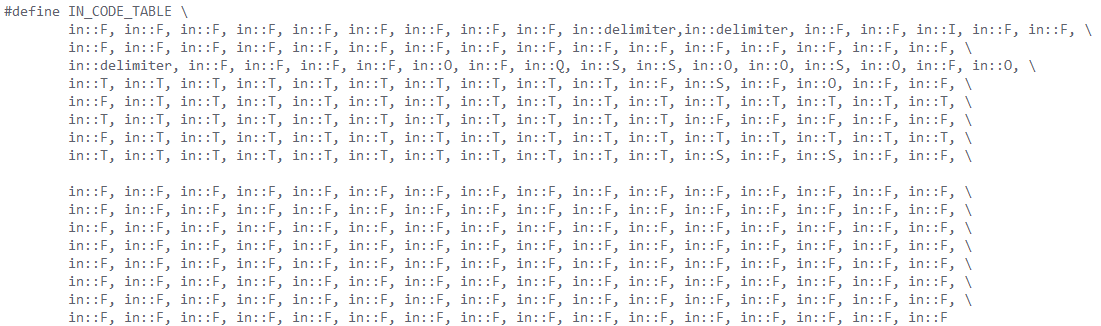 #define IN_CODE_TABLE \
in::F, in::F, in::F, in::F, in::F, in::F, in::F, in::F, in::F, in::delimiter,in::delimiter, in::F, in::F, in::I, in::F, in::F, \
in::F, in::F, in::F, in::F, in::F, in::F, in::F, in::F, in::F, in::F, in::F, in::F, in::F, in::F, in::F, in::F, \
in::delimiter, in::F, in::F, in::F, in::F, in::O, in::F, in::Q, in::S, in::S, in::O, in::O, in::S, in::O, in::F, in::O, \
in::T, in::T, in::T, in::T, in::T, in::T, in::T, in::T, in::T, in::T, in::F, in::S, in::F, in::O, in::F, in::F, \
in::F, in::T, in::T, in::T, in::T, in::T, in::T, in::T, in::T, in::T, in::T, in::T, in::T, in::T, in::T, in::T, \
in::T, in::T, in::T, in::T, in::T, in::T, in::T, in::T, in::T, in::T, in::T, in::F, in::F, in::F, in::F, in::F, \
in::F, in::T, in::T, in::T, in::T, in::T, in::T, in::T, in::T, in::T, in::T, in::T, in::T, in::T, in::T, in::T, \
in::T, in::T, in::T, in::T, in::T, in::T, in::T, in::T, in::T, in::T, in::T, in::S, in::F, in::S, in::F, in::F, \
in::F, in::F, in::F, in::F, in::F, in::F, in::F, in::F, in::F, in::F, in::F, in::F, in::F, in::F, in::F, in::F, \
in::F, in::F, in::F, in::F, in::F, in::F, in::F, in::F, in::F, in::F, in::F, in::F, in::F, in::F, in::F, in::F, \
in::F, in::F, in::F, in::F, in::F, in::F, in::F, in::F, in::F, in::F, in::F, in::F, in::F, in::F, in::F, in::F, \
in::F, in::F, in::F, in::F, in::F, in::F, in::F, in::F, in::F, in::F, in::F, in::F, in::F, in::F, in::F, in::F, \
in::F, in::F, in::F, in::F, in::F, in::F, in::F, in::F, in::F, in::F, in::F, in::F, in::F, in::F, in::F, in::F, \
in::F, in::F, in::F, in::F, in::F, in::F, in::F, in::F, in::F, in::F, in::F, in::F, in::F, in::F, in::F, in::F, \
in::F, in::F, in::F, in::F, in::F, in::F, in::F, in::F, in::F, in::F, in::F, in::F, in::F, in::F, in::F, in::F, \
in::F, in::F, in::F, in::F, in::F, in::F, in::F, in::F, in::F, in::F, in::F, in::F, in::F, in::F, in::F, in::F